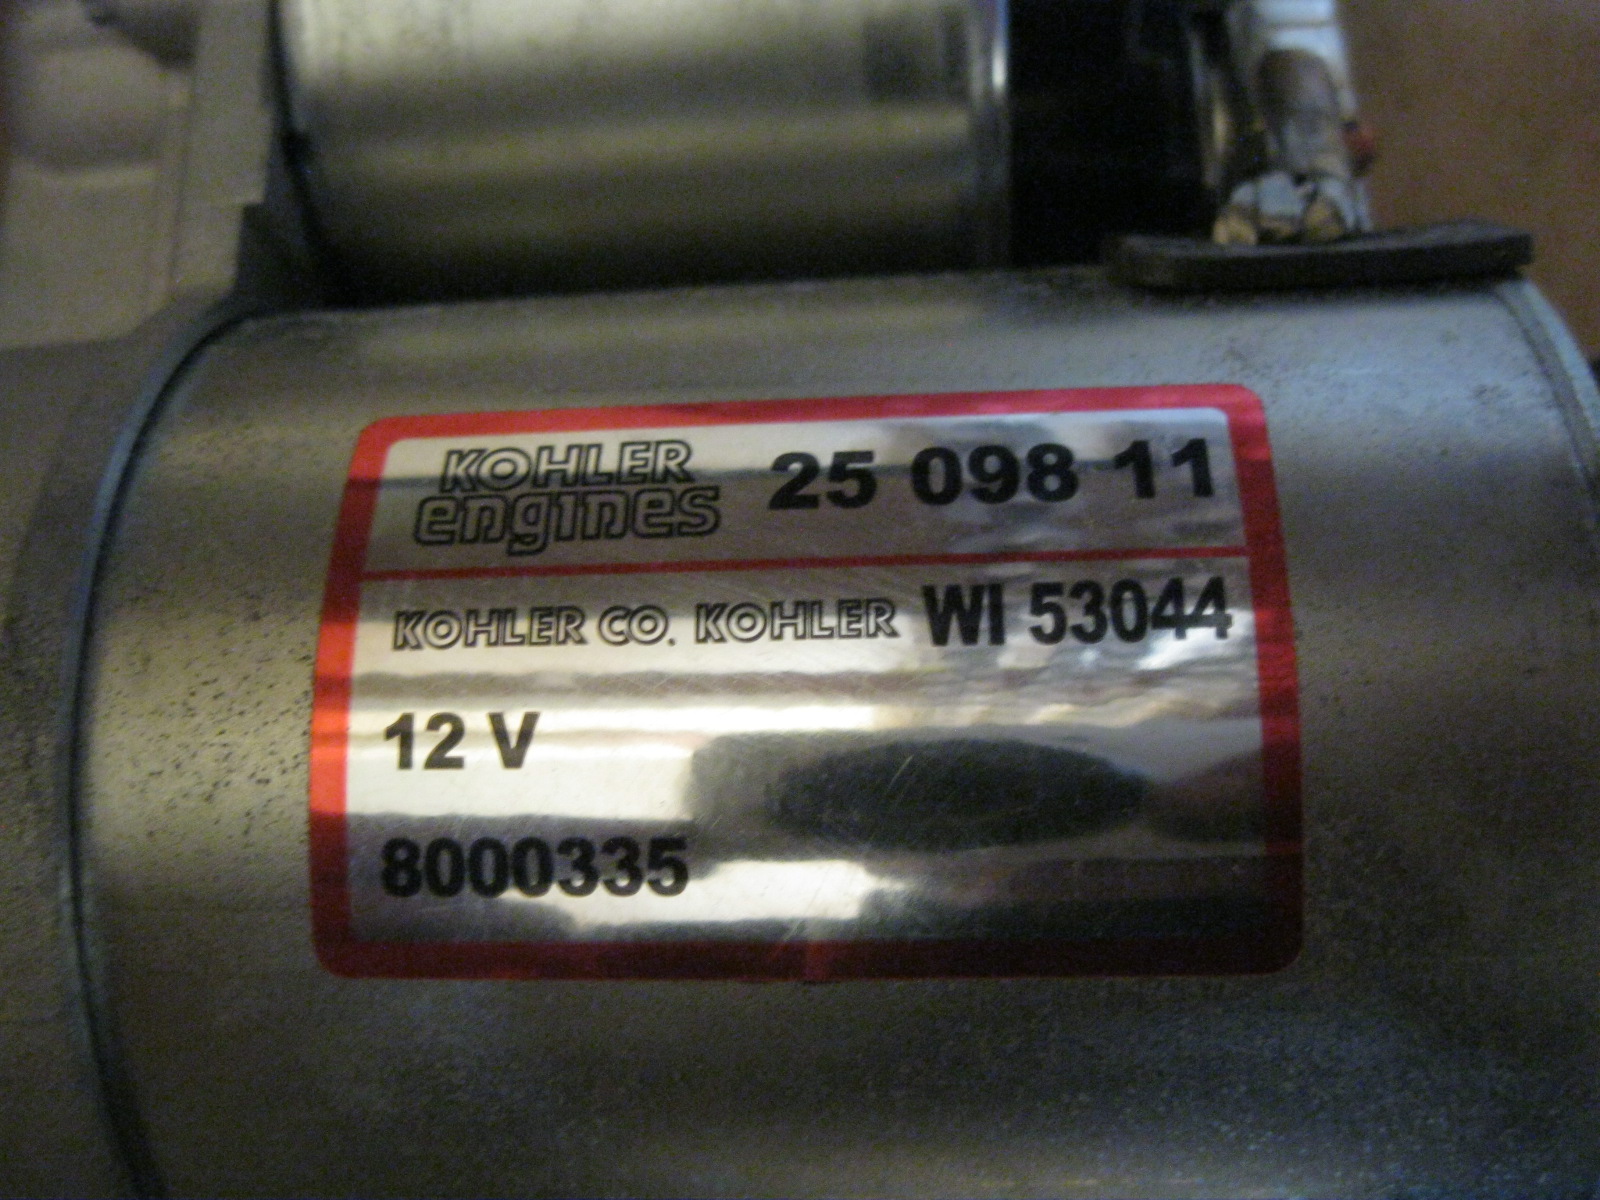 KOHLER engines 25 098 11
KOHLER CO. KOHLER WI 53044
12 V
8000335